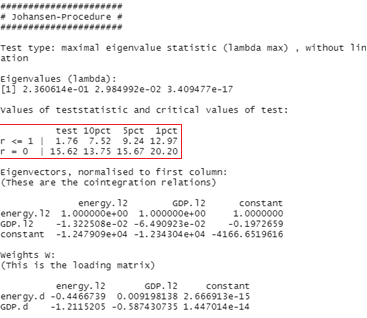 ######################
# Johansen-Procedure #
######################
Test type: maximal eigenvalue statistic (lambda max) , without lin
ation
Eigenvalues (lambda):
[1] 2.360614e-01 2.984992e-02 3.409477e-17
Values of teststatistic and critical values of test:
test 10pct 5pct 1pct
r <= 1 | 1.76 7.52 9.24 12.97
r = 0 | 15.62 13.75 15.67 20.20
Eigenvectors, normalised to first column:
(These are the cointegration relations)
energy.l2 GDP.l2 constant
energy.l2 1.000000e+00 1.000000e+00 1.0000000
GDP.l2 -1.322508e-02 -6.490923e-02 -0.1972659
constant -1.247909e+04 -1.234304e+04 -4166.6519616
Weights W:
(This is the loading matrix)
energy.l2 GDP.l2 constant
energy.d -0.4466739 0.009198138 2.666913e-15
GDP.d -1.2115205 -0.587430735 1.447014e-14